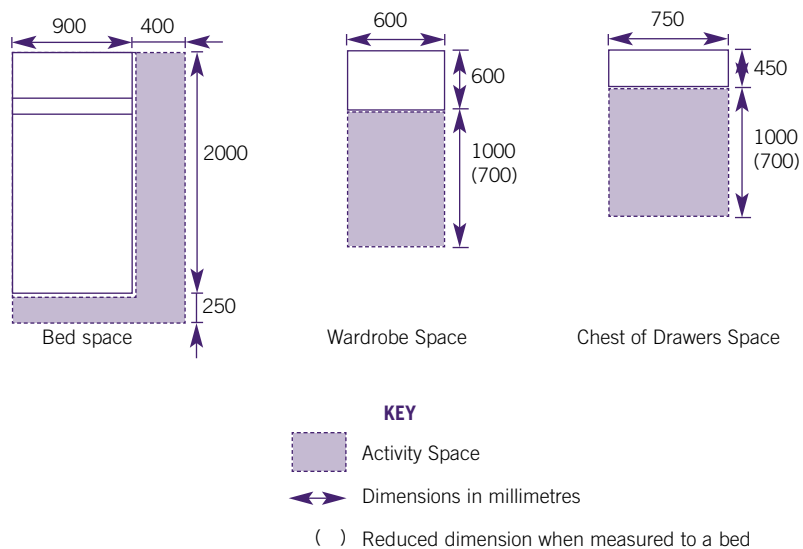 900 400
600
750
600
450
2000
1000
(700)
1000
(700)
250
Bed space
Wardrobe Space
Chest of Drawers Space
KEY
Activity Space
Dimensions in millimetres
( ) Reduced dimension when measured to a bed